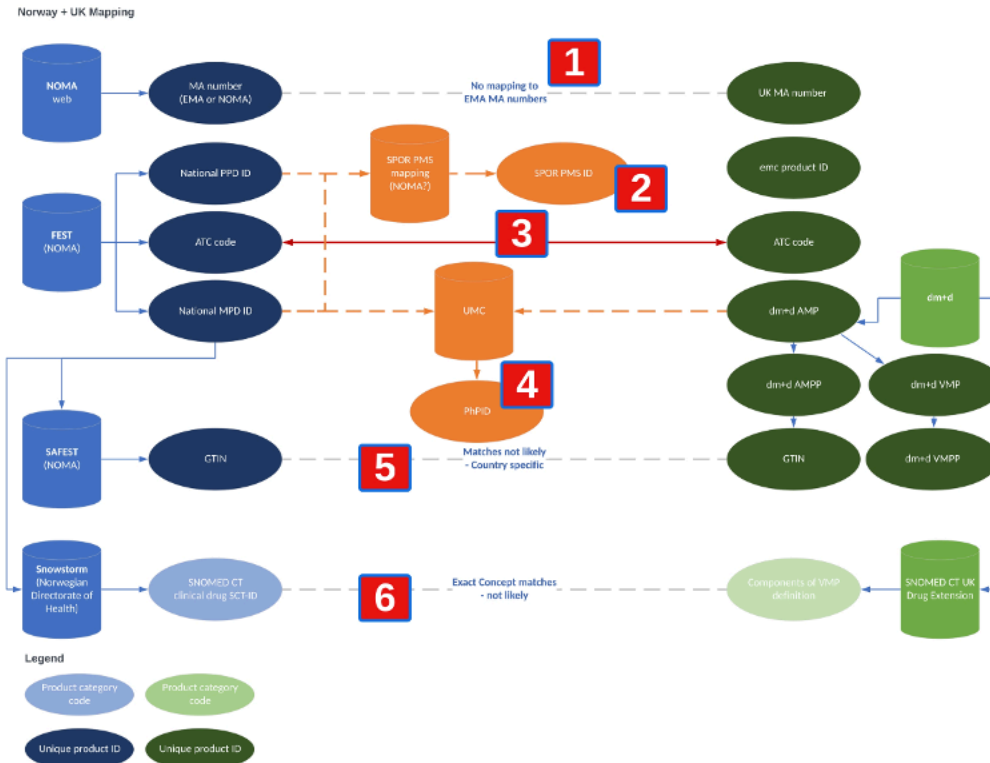 Norway + UK Mapping
1
NOMA
web
MA number
(EMA or NOMA)
No mapping to
EMA MA numbers
UK MA number
National PPD ID
SPOR PMS
mapping
(NOMA?)
SPOR PMS ID
2
emc product ID
FEST
(NOMA)
ATC code
3
ATC code
National MPD ID
UMC
dm+d AMP
dm+d
4
PhPID
dm+d AMPP
dm+d VMP
SAFEST
(NOMA)
GTIN
5
Matches not likely
- Country specific
GTIN
dm+d VMPP
Snowstorm
(Norwegian
Directorate of
Health)
SNOMED CT
clinical drug SCT-ID
6
Exact Concept matches
- not likely
Components of VMP
definition
SNOMED CT UK
Drug Extension
Legend
Product category
code
Product category
code
Unique product ID
Unique product ID